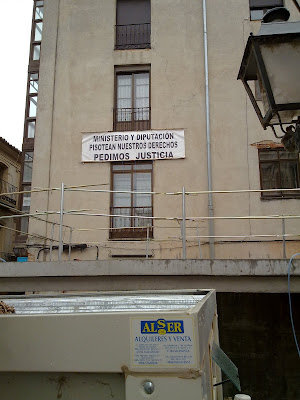 MINISTERIO Y DIPUTACIÓN
PISOTEAN NUESTROS DERECHOS
PEDIMOS JUSTICIA
ALSER
ALQUILERES Y VENTA